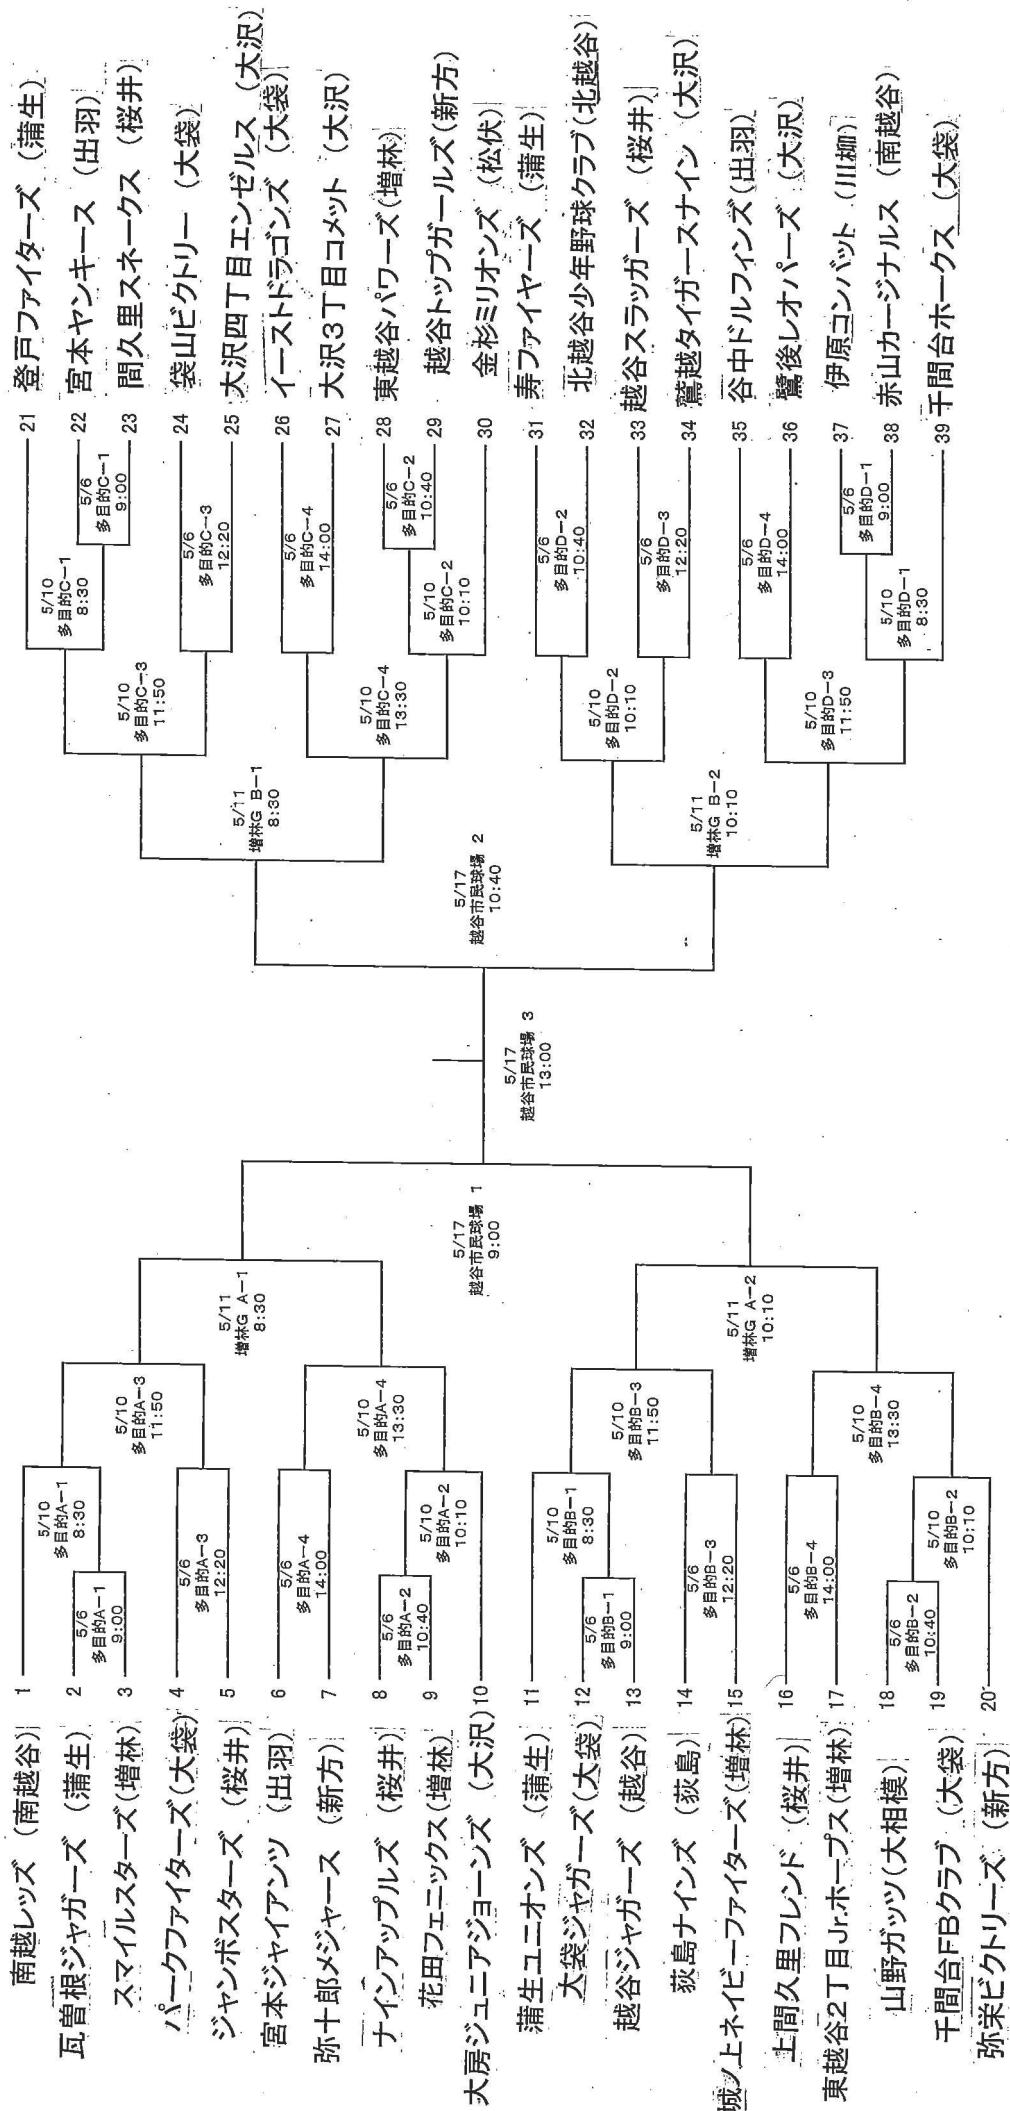 南越レッズ (南越谷) 1
瓦曽根ジャガーズ (蒲生) 2
スマイルスターズ(増林) 3
パークファイターズ(大袋) 4
ジャンボスターズ (桜井) 5
宮本ジャイアンツ (出羽) 6
弥十郎メジャース (新方) 7
ナインアップルズ (桜井) 8
花田フェニックス(増林) 9
大房ジュニアジョーンズ (大沢) 10
蒲生ユニオンズ (蒲生) 11
大袋ジャガーズ(大袋) 12
越谷ジャガーズ (越谷) 13
荻島ナインズ (荻島) 14
城ノ上ネイビーファイターズ(増林) 15
上間久里フレンド (桜井) 16
東越谷2丁目Jr.ホープス(増林) 17
山野ガッツ(大相模) 18
千間台FBクラブ (大袋) 19
弥栄ビクトリーズ (新方) 20
5/6
多目的A-1
9:00
5/6
多目的A-3
12:20
5/6
多目的A-4
14:00
5/6
多目的A-2
10:40
5/6
多目的B-1
9:00
5/6
多目的B-3
12:20
5/6
多目的B-4
14:00
5/6
多目的B-2
10:40
5/10
多目的A-1
8:30
5/10
多目的A-2
10:10
5/10
多目的B-1
8:30
5/10
多目的B-2
10:10
5/10
多目的A-3
11:50
5/10
多目的A-4
13:30
5/10
多目的B-3
11:50
5/10
多目的B-4
13:30
5/11
増林G A-1
8:30
5/11
増林G A-2
10:10
5/17
越谷市民球場 1
9:00
5/17
越谷市民球場 3
13:00
5/17
越谷市民球場 2
10:40
5/11
増林G B-1
8:30
5/11
増林G B-2
10:10
5/10
多目的C-3
11:50
5/10
多目的C-4
13:30
5/10
多目的D-2
10:10
5/10
多目的D-3
11:50
5/10
多目的C-1
8:30
5/10
多目的C-2
10:10
5/10
多目的D-1
8:30
5/6
多目的C-1
9:00
5/6
多目的C-3
12:20
5/6
多目的C-4
14:00
5/6
多目的C-2
10:40
5/6
多目的D-2
10:40
5/6
多目的D-3
12:20
5/6
多目的D-4
14:00
5/6
多目的D-1
9:00
21 登戸ファイターズ (蒲生)
22 宮本ヤンキース (出羽)
23 間久里スネークス (桜井)
24 袋山ビクトリー (大袋)
25 大沢四丁目エンゼルス (大沢)
26 イーストドラゴンズ (大袋)
27 大沢3丁目コメット (大沢)
28 東越谷パワーズ(増林)
29 越谷トップガールズ(新方)
30 金杉ミリオンズ (松伏)
31 寿ファイヤーズ (蒲生)
32 北越谷少年野球クラブ(北越谷)
33 越谷スラッガーズ (桜井)
34 鷺越タイガースナイン (大沢)
35 谷中ドルフィンズ(出羽)
36 鷺後レオパーズ (大沢)
37 伊原コンバット (川柳)
38 赤山カージナルス (南越谷)
39 千間台ホークス (大袋)